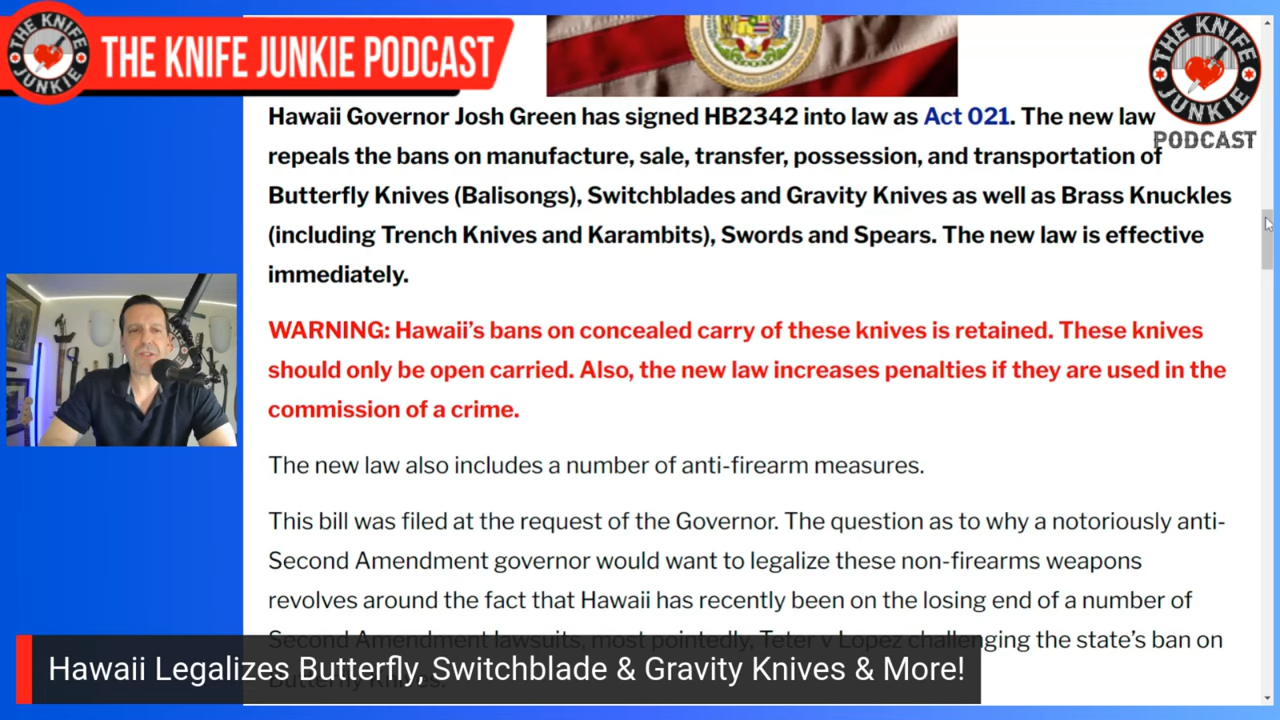 THE KNIFE JUNKIE
THE KNIFE JUNKIE PODCAST
THE KNIFE JUNKIE
PODCAST
Hawaii Governor Josh Green has signed HB2342 into law as Act 021. The new law
repeals the bans on manufacture, sale, transfer, possession, and transportation of
Butterfly Knives (Balisongs), Switchblades and Gravity Knives as well as Brass Knuckles
(including Trench Knives and Karambits), Swords and Spears. The new law is effective
immediately.
WARNING: Hawaii’s bans on concealed carry of these knives is retained. These knives
should only be open carried. Also, the new law increases penalties if they are used in the
commission of a crime.
The new law also includes a number of anti-firearm measures.
This bill was filed at the request of the Governor. The question as to why a notoriously anti-
Second Amendment governor would want to legalize these non-firearms weapons
revolves around the fact that Hawaii has recently been on the losing end of a number of
Second Amendment lawsuits, most pointedly, Teter v Lopez challenging the state’s ban on
Butterfly Knives.
Hawaii Legalizes Butterfly, Switchblade & Gravity Knives & More!